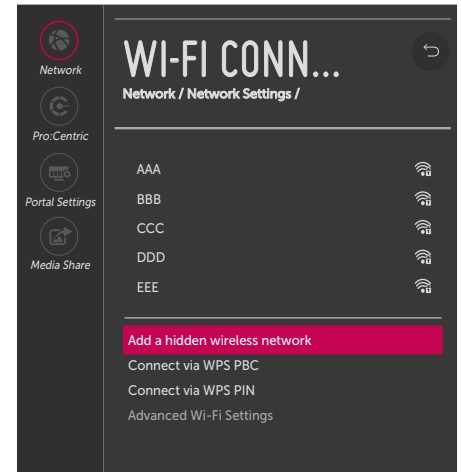 Network
Pro:Centric
Portal Settings
Media Share
WI-FI CONN...
Network / Network Settings /
AAA
BBB
CCC
DDD
EEE
Add a hidden wireless network
Connect via WPS PBC
Connect via WPS PIN
Advanced Wi-Fi Settings